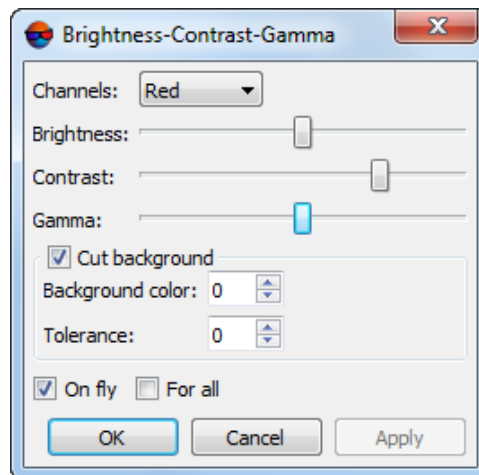 Brightness-Contrast-Gamma
Channels: Red
Brightness:
Contrast:
Gamma:
Cut background
Background color: 0
Tolerance: 0
On fly For all
OK Cancel Apply